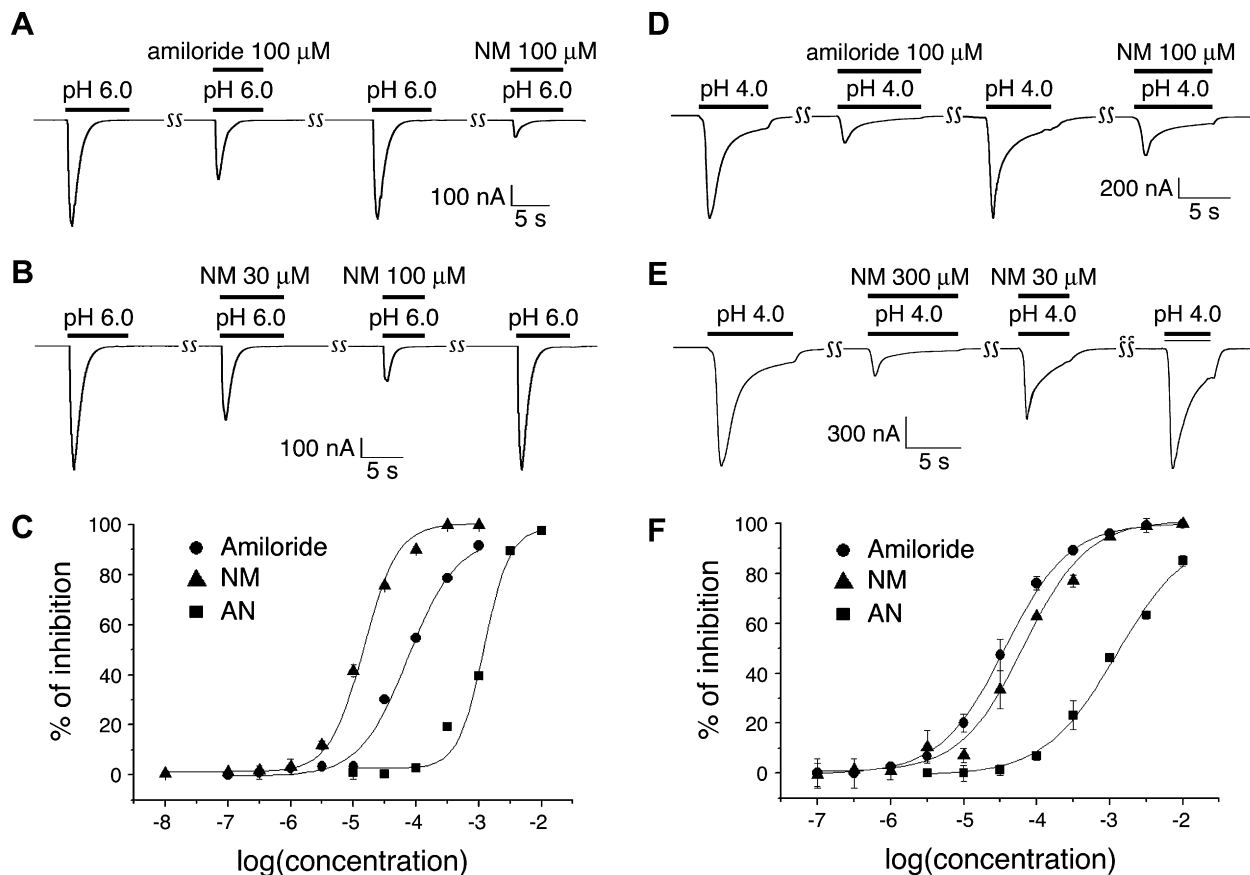 A
amiloride 100 μM
NM 100 μM
pH 6.0 pH 6.0 pH 6.0 pH 6.0
100 nA
5 s
B
NM 30 μM NM 100 μM
pH 6.0 pH 6.0 pH 6.0 pH 6.0
100 nA
5 s
C
% of inhibition
100
80
60
40
20
0
Amiloride
NM
AN
-8 -7 -6 -5 -4 -3 -2
log(concentration)
D
amiloride 100 μM
NM 100 μM
pH 4.0 pH 4.0 pH 4.0 pH 4.0
200 nA
5 s
E
NM 300 μM NM 30 μM
pH 4.0 pH 4.0 pH 4.0 pH 4.0
300 nA
5 s
F
% of inhibition
100
80
60
40
20
0
Amiloride
NM
AN
-7 -6 -5 -4 -3 -2
log(concentration)